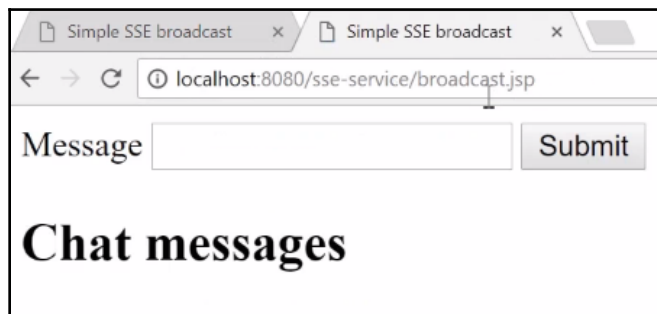 Simple SSE broadcast Simple SSE broadcast
localhost:8080/sse-service/broadcast.jsp
Message Submit
Chat messages